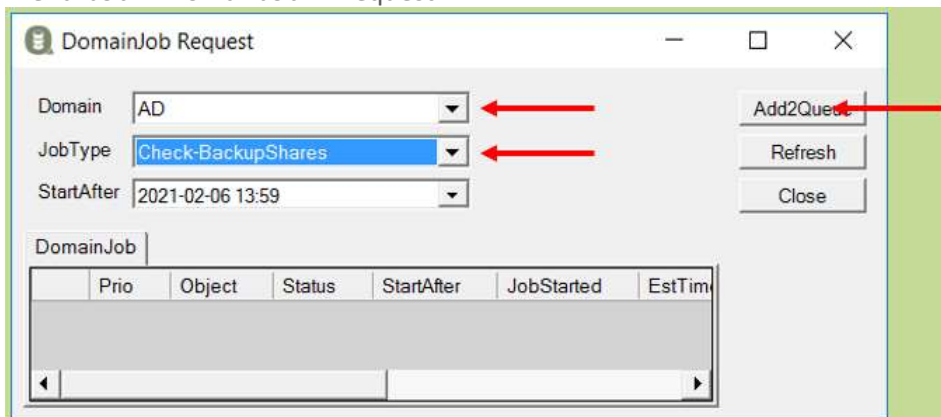 DomainJob Request
Domain AD Add2Queue
JobType Check-BackupShares Refresh
StartAfter 2021-02-06 13:59 Close
DomainJob
Prio Object Status StartAfter JobStarted EstTim